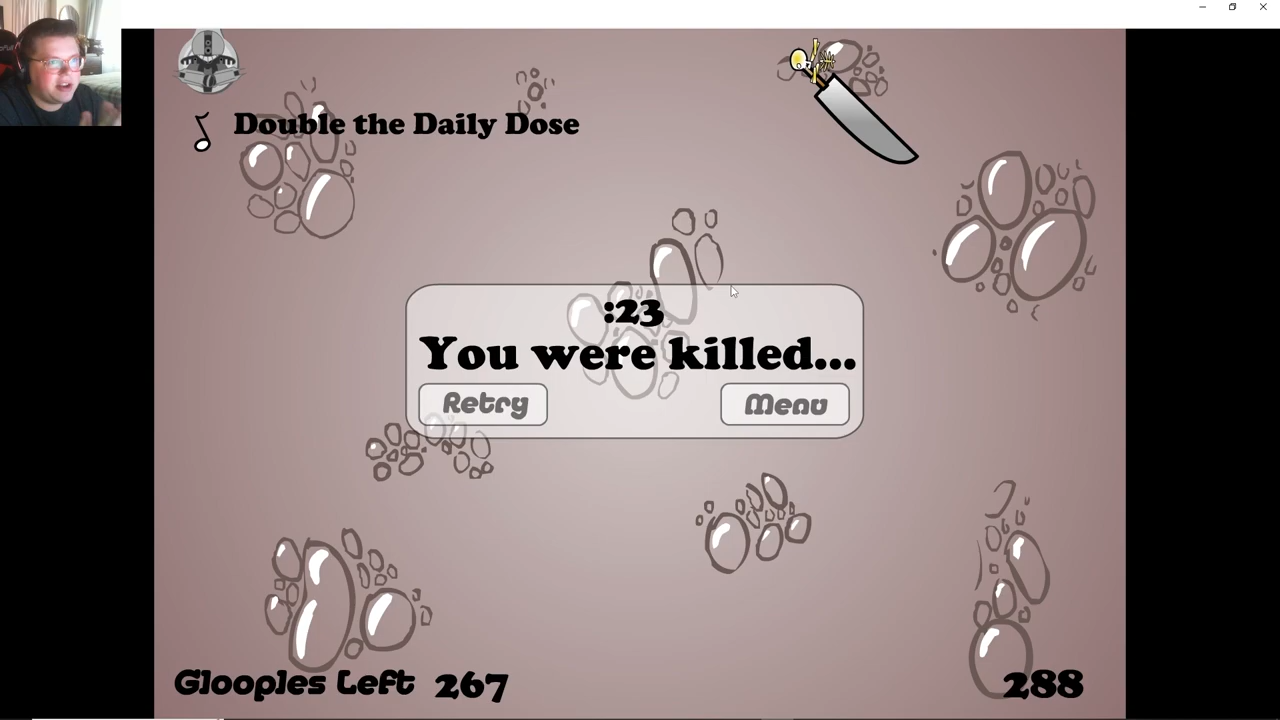 Double the Daily Dose
:23
You were killed...
Retry
Menu
Glooples Left 267
288